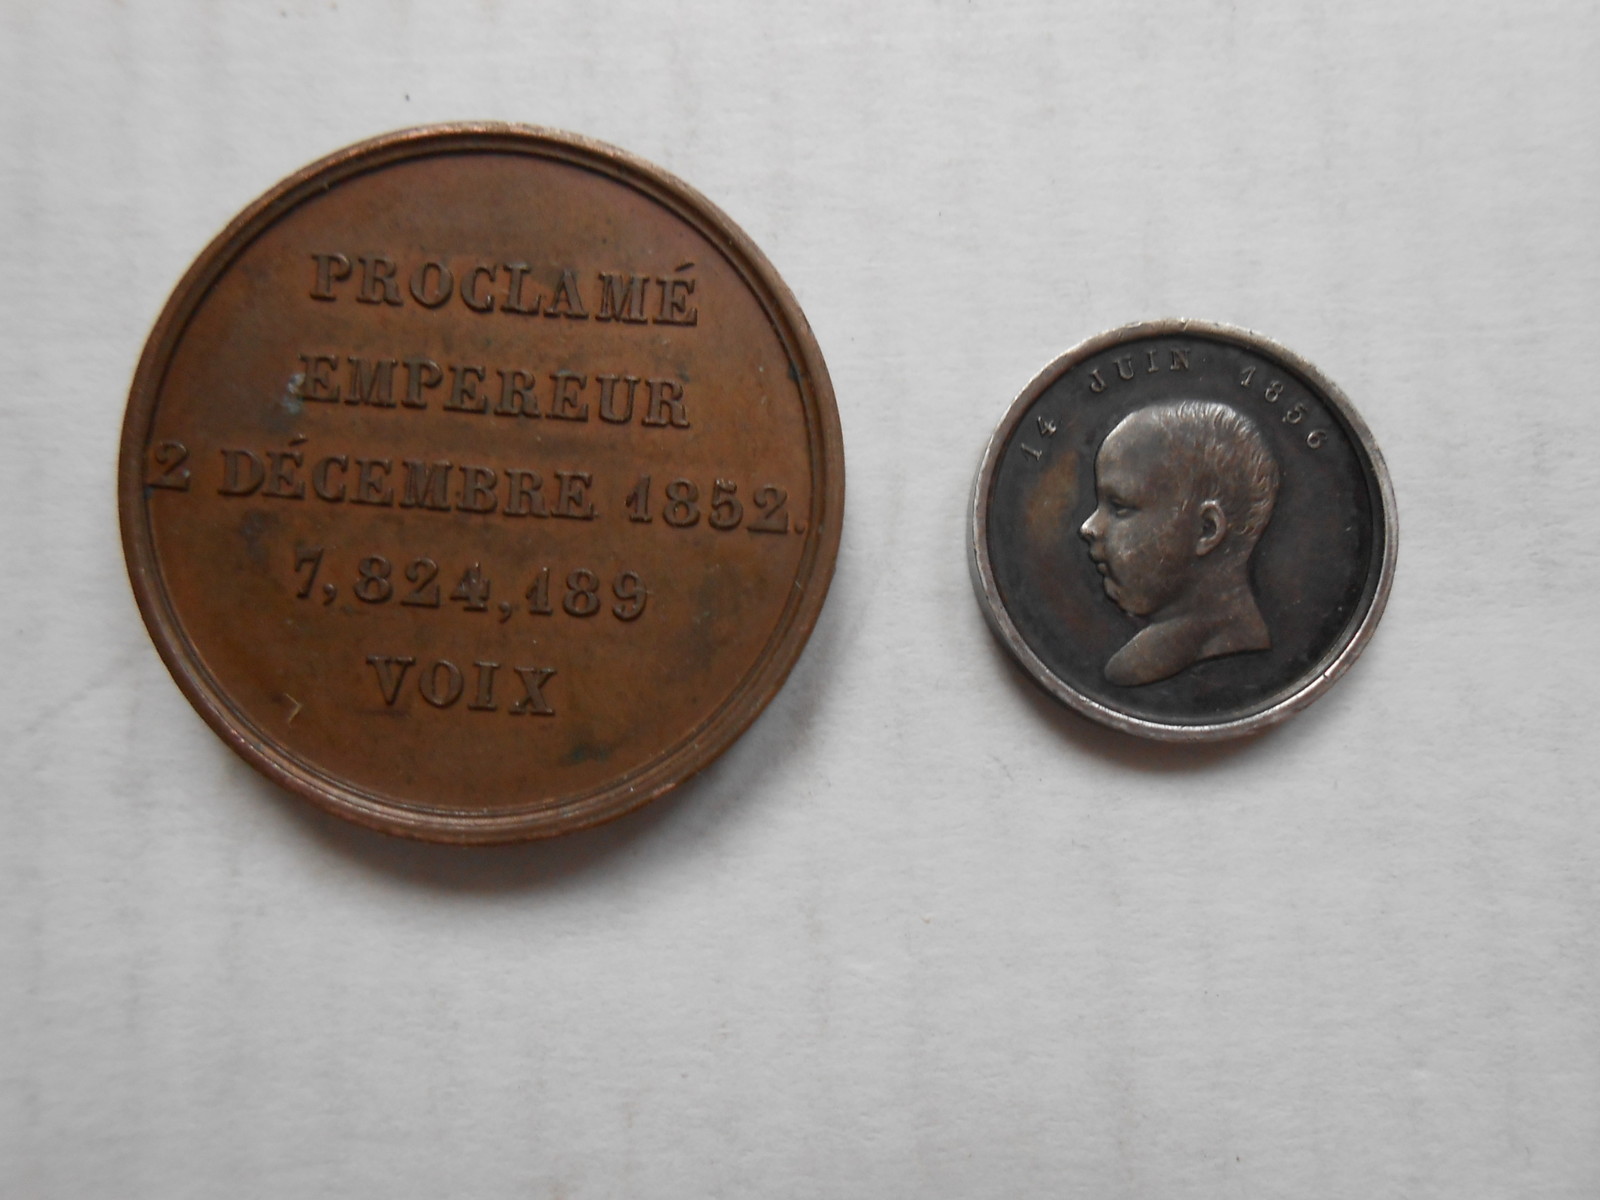 PROCLAMÉ
EMPEREUR
2 DÉCEMBRE 1852.
7,824,189
VOIX
14 JUIN 1856